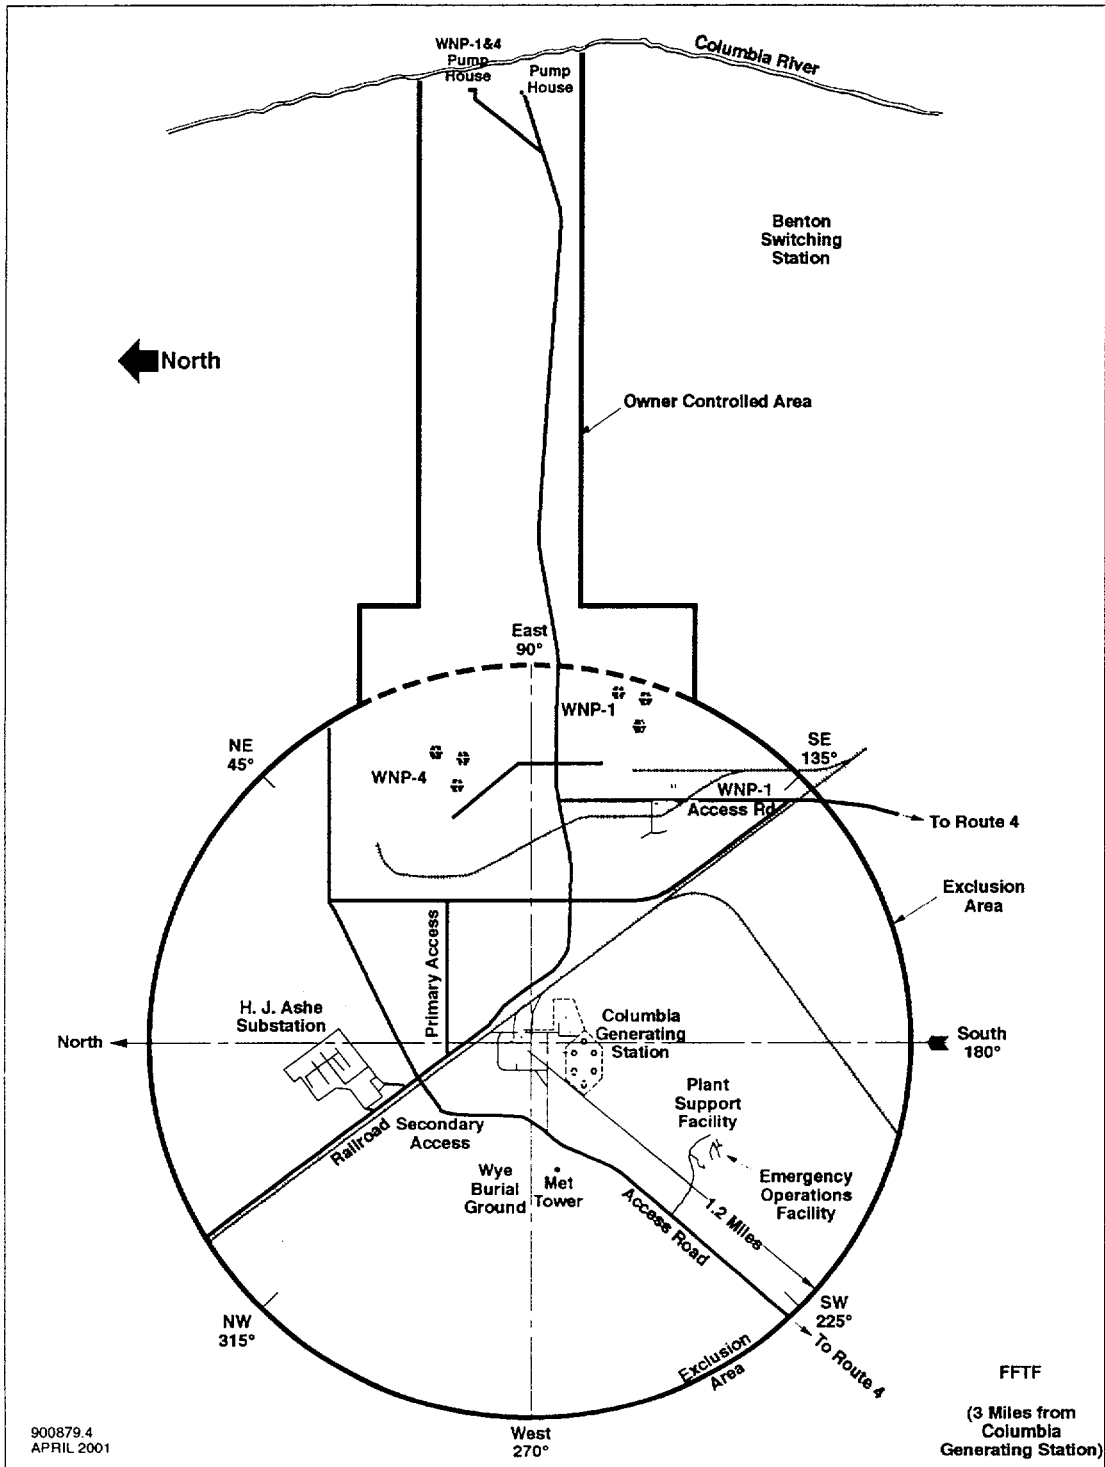 WNP-1&4
Pump
House
Pump
House
Columbia River
Benton
Switching
Station
North
Owner Controlled Area
East
90°
WNP-1
NE
45°
SE
135°
WNP-4
WNP-1
Access Rd
To Route 4
Exclusion
Area
Primary Access
H. J. Ashe
Substation
Columbia
Generating
Station
North
South
180°
Plant
Support
Facility
Railroad
Secondary
Access
Wye
Burial
Ground
Met
Tower
Emergency
Operations
Facility
Access Road
1.2 Miles
NW
315°
SW
225°
To Route 4
Exclusion
Area
FFTF
(3 Miles from
Columbia
Generating Station)
West
270°
900879.4
APRIL 2001